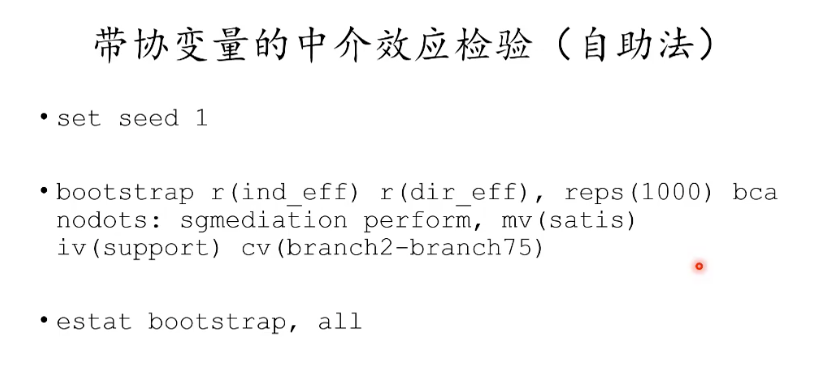 带协变量的中介效应检验（自助法）
• set seed 1
• bootstrap r(ind_eff) r(dir_eff), reps(1000) bca
nodots: sgmediation perform, mv(satis)
iv(support) cv(branch2-branch75)
• estat bootstrap, all